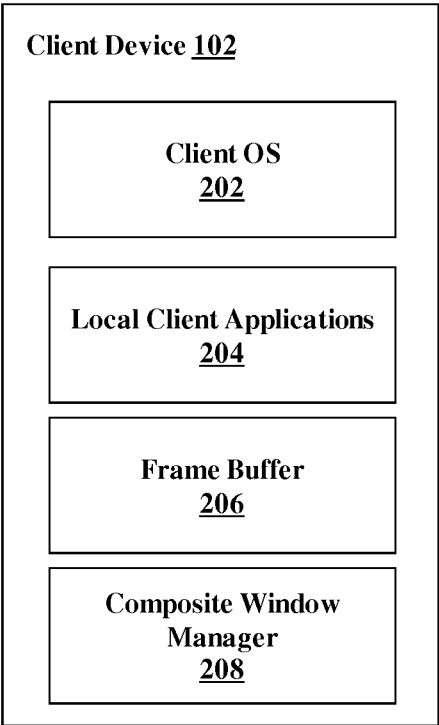 Client Device 102
Client OS
202
Local Client Applications
204
Frame Buffer
206
Composite Window
Manager
208